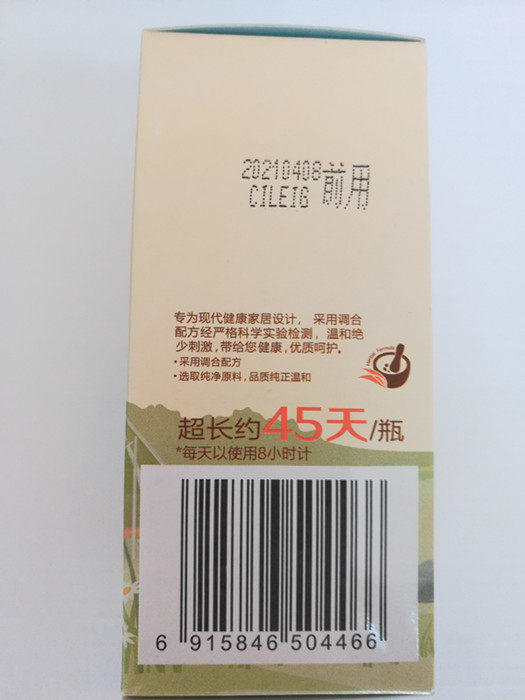 20210408前用
C1LEI6
专为现代健康家居设计， 采用调合
配方经严格科学实验检测， 温和绝
少刺激，带给您健康，优质呵护。
·采用调合配方
·选取纯净原料，品质纯正温和
Herbal Formula
超长约45天/瓶
*每天以使用8小时计
6 915846 504466